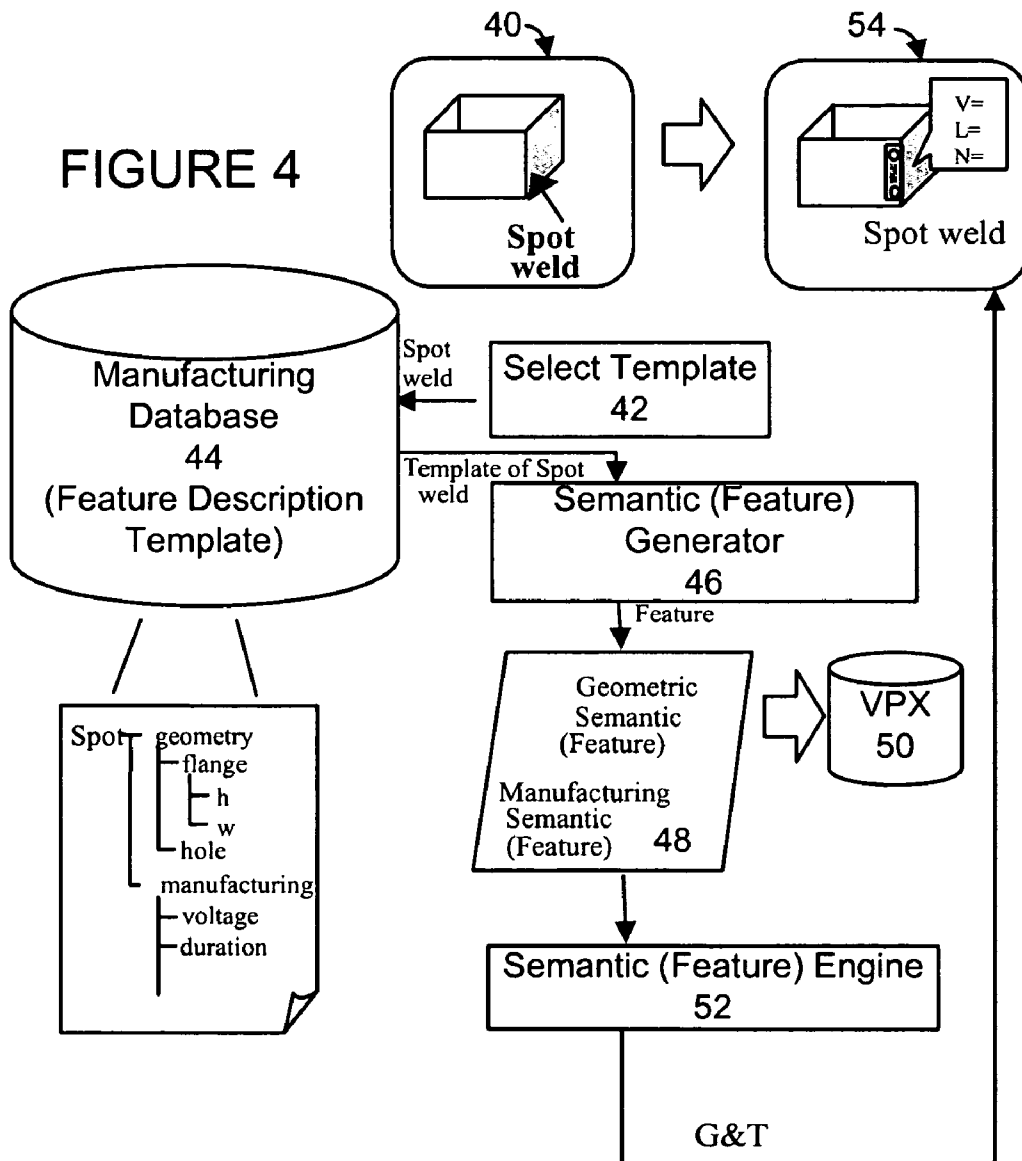 40
54
FIGURE 4
Spot
weld
V=
L=
N=
Spot weld
Manufacturing
Database
44
(Feature Description
Template)
Spot
weld
Select Template
42
Template of Spot
weld
Semantic (Feature)
Generator
46
Feature
Geometric
Semantic
(Feature)
Manufacturing
Semantic
(Feature) 48
VPX
50
Spot
geometry
flange
h
w
hole
manufacturing
voltage
duration
Semantic (Feature) Engine
52
G&T